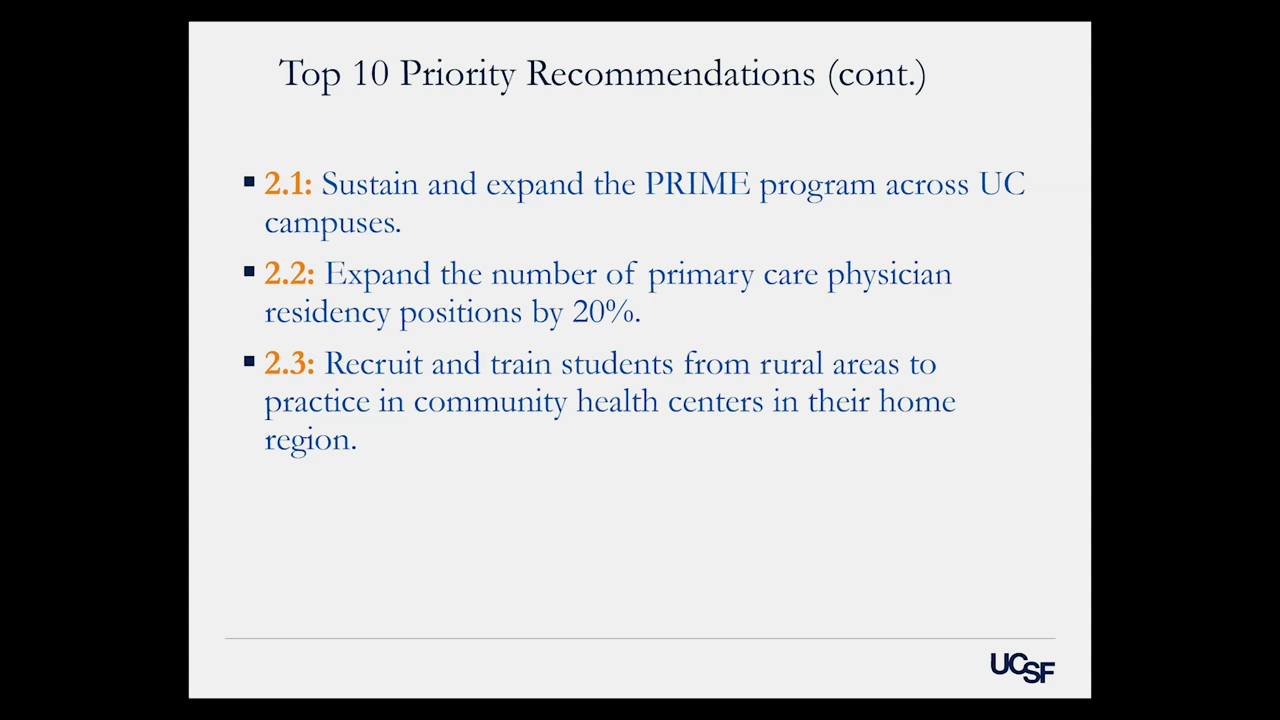 Top 10 Priority Recommendations (cont.)
▪ 2.1: Sustain and expand the PRIME program across UC
campuses.
▪ 2.2: Expand the number of primary care physician
residency positions by 20%.
▪ 2.3: Recruit and train students from rural areas to
practice in community health centers in their home
region.
UCSF